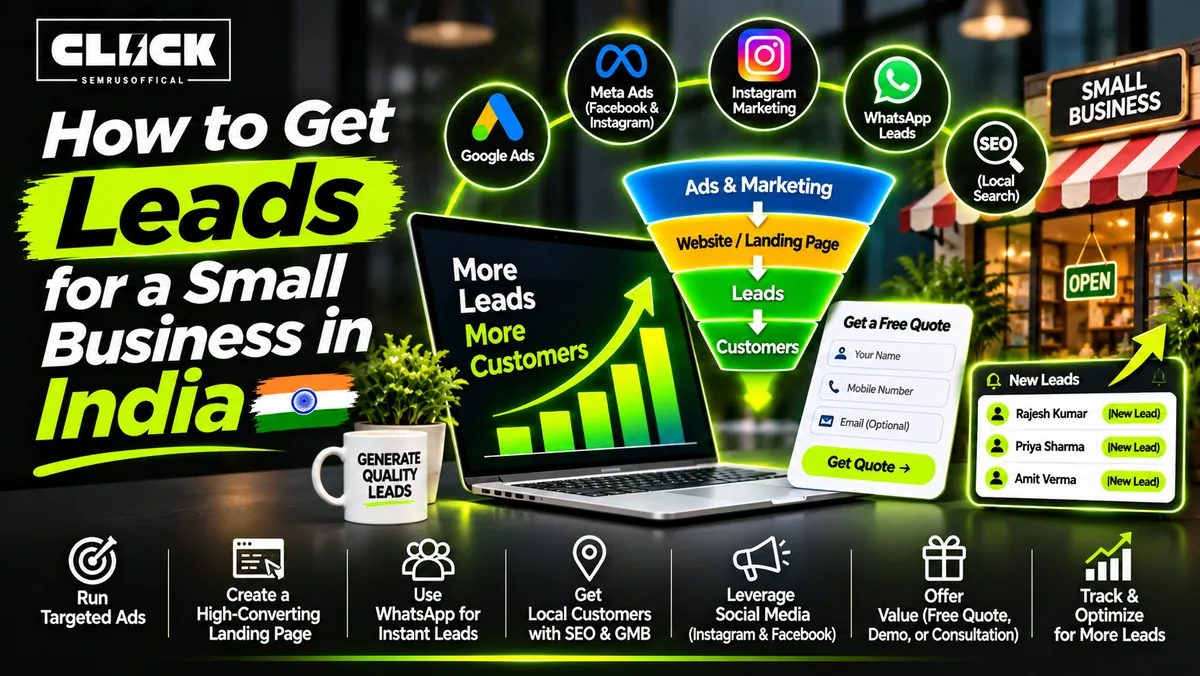 CLICK
SEMRUSOFFICAL
How to Get
Leads
for a Small
Business in
India
Google Ads
Meta Ads
(Facebook &
Instagram)
Instagram
Marketing
WhatsApp
Leads
SEO
(Local
Search)
SMALL
BUSINESS
OPEN
Ads & Marketing
Website / Landing Page
Leads
Customers
More
Leads
More
Customers
GENERATE
QUALITY
LEADS
Get a Free Quote
Your Name
Mobile Number
Email (Optional)
Get Quote →
New Leads
Rajesh Kumar (New Lead)
Priya Sharma (New Lead)
Amit Verma (New Lead)
Run
Targeted Ads
Create a
High-Converting
Landing Page
Use
WhatsApp for
Instant Leads
Get
Local Customers
with SEO & GMB
Leverage
Social Media
(Instagram & Facebook)
Offer
Value (Free Quote,
Demo, or Consultation)
Track &
Optimize
for More Leads